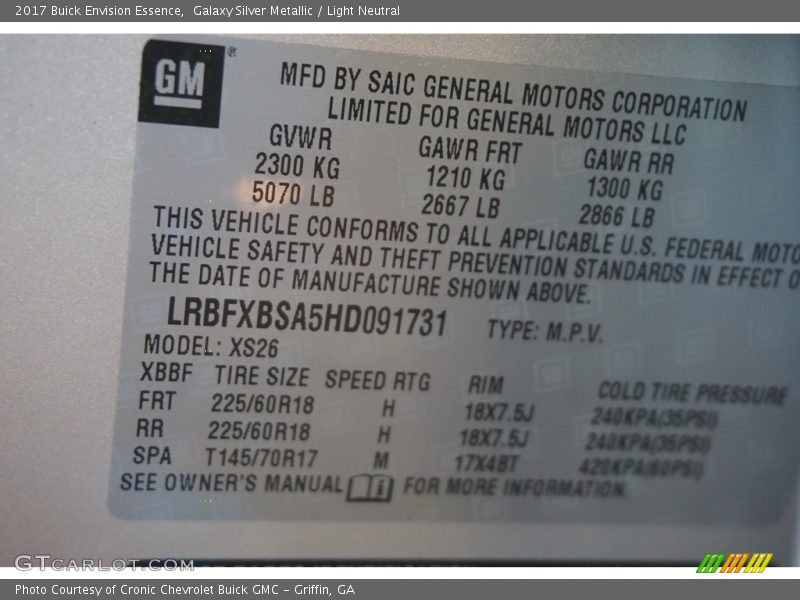 2017 Buick Envision Essence,  Galaxy Silver Metallic / Light Neutral
GM ®
MFD BY SAIC GENERAL MOTORS CORPORATION
LIMITED FOR GENERAL MOTORS LLC
GVWR GAWR FRT GAWR RR
2300 KG 1210 KG 1300 KG
5070 LB 2667 LB 2866 LB
THIS VEHICLE CONFORMS TO ALL APPLICABLE U.S. FEDERAL MOTO
VEHICLE SAFETY AND THEFT PREVENTION STANDARDS IN EFFECT O
THE DATE OF MANUFACTURE SHOWN ABOVE.
LRBFXBSA5HD091731 TYPE: M.P.V.
MODEL: XS26
XBBF TIRE SIZE SPEED RTG RIM COLD TIRE PRESSURE
FRT 225/60R18 H 18X7.5J 240KPA(35PSI)
RR 225/60R18 H 18X7.5J 240KPA(35PSI)
SPA T145/70R17 M 17X4BT 420KPA(60PSI)
SEE OWNER'S MANUAL FOR MORE INFORMATION.
GTCARLOT.COM
Photo Courtesy of Cronic Chevrolet Buick GMC - Griffin, GA